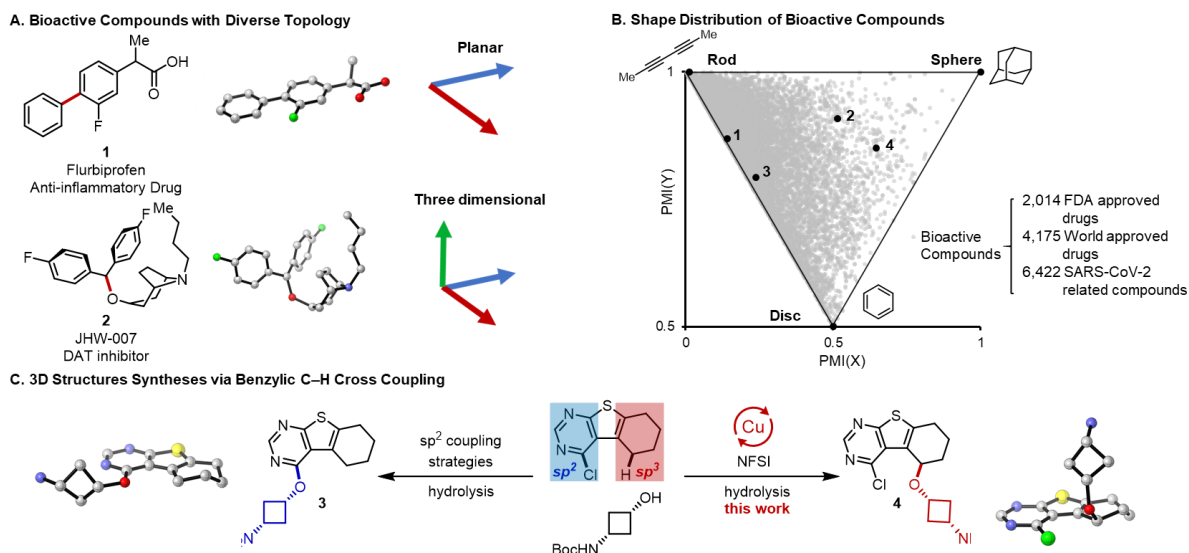 A. Bioactive Compounds with Diverse Topology
Me
OH
O
F
1
Flurbiprofen
Anti-inflammatory Drug
Planar
Me
F
F
N
O
2
JHW-007
DAT inhibitor
Three dimensional
B. Shape Distribution of Bioactive Compounds
Me
Me
Rod
Sphere
1
PMI(Y)
0.5
1
2
3
4
Disc
0
0.5
1
PMI(X)
Bioactive
Compounds
2,014 FDA approved
drugs
4,175 World approved
drugs
6,422 SARS-CoV-2
related compounds
C. 3D Structures Syntheses via Benzylic C–H Cross Coupling
N
S
N
O
3
sp² coupling
strategies
hydrolysis
N
S
N
Cl
H
sp²
sp³
OH
BocHN
Cu
NFSI
hydrolysis
this work
N
S
N
Cl
O
4